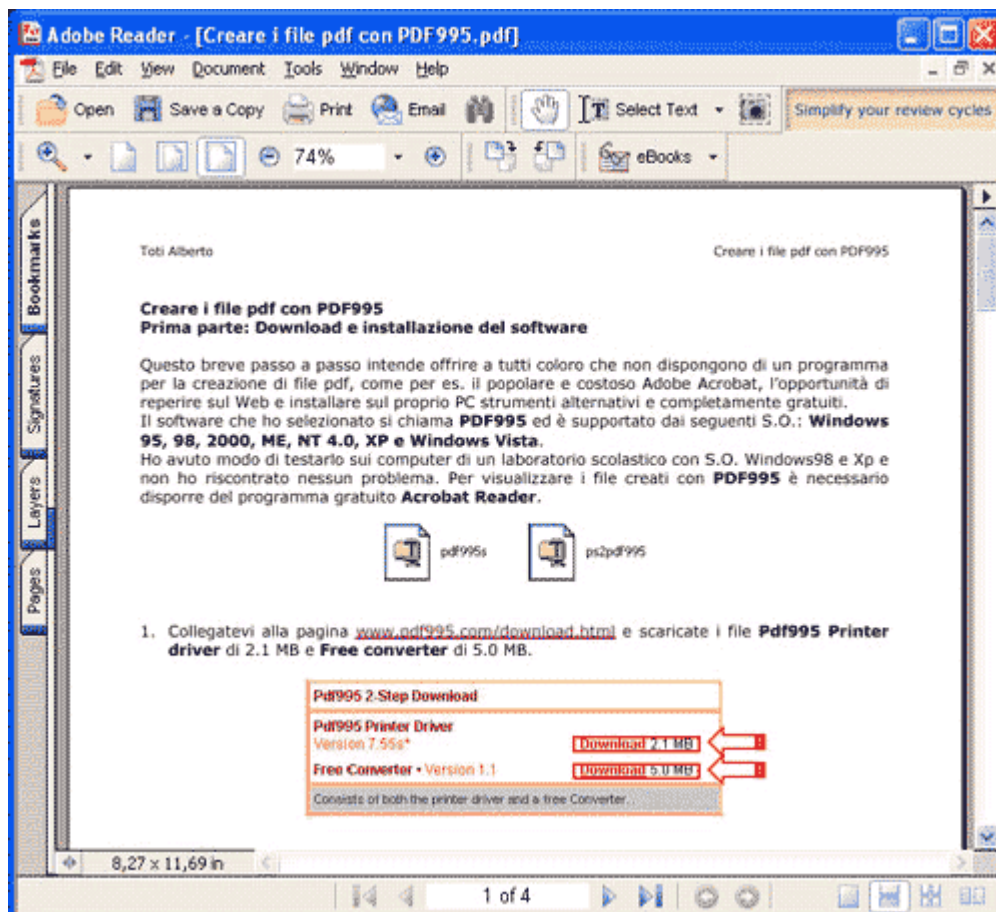 Adobe Reader - [Creare i file pdf con PDF995.pdf]
File Edit View Document Tools Window Help
Open Save a Copy Print Email Select Text Simplify your review cycles
74% eBooks
Bookmarks
Signatures
Layers
Pages
Toti Alberto Creare i file pdf con PDF995
Creare i file pdf con PDF995
Prima parte: Download e installazione del software
Questo breve passo a passo intende offrire a tutti coloro che non dispongono di un programma
per la creazione di file pdf, come per es. il popolare e costoso Adobe Acrobat, l'opportunità di
reperire sul Web e installare sul proprio PC strumenti alternativi e completamente gratuiti.
Il software che ho selezionato si chiama PDF995 ed è supportato dai seguenti S.O.: Windows
95, 98, 2000, ME, NT 4.0, XP e Windows Vista.
Ho avuto modo di testarlo sui computer di un laboratorio scolastico con S.O. Windows98 e Xp e
non ho riscontrato nessun problema. Per visualizzare i file creati con PDF995 è necessario
disporre del programma gratuito Acrobat Reader.
pdf995s ps2pdf995
1. Collegatevi alla pagina www.pdf995.com/download.html e scaricate i file Pdf995 Printer
driver di 2.1 MB e Free converter di 5.0 MB.
Pdf995 2-Step Download
Pdf995 Printer Driver
Version 7.55s* Download 2.1 MB
Free Converter • Version 1.1 Download 5.0 MB
Consists of both the printer driver and a free Converter.
8,27 x 11,69 in
1 of 4